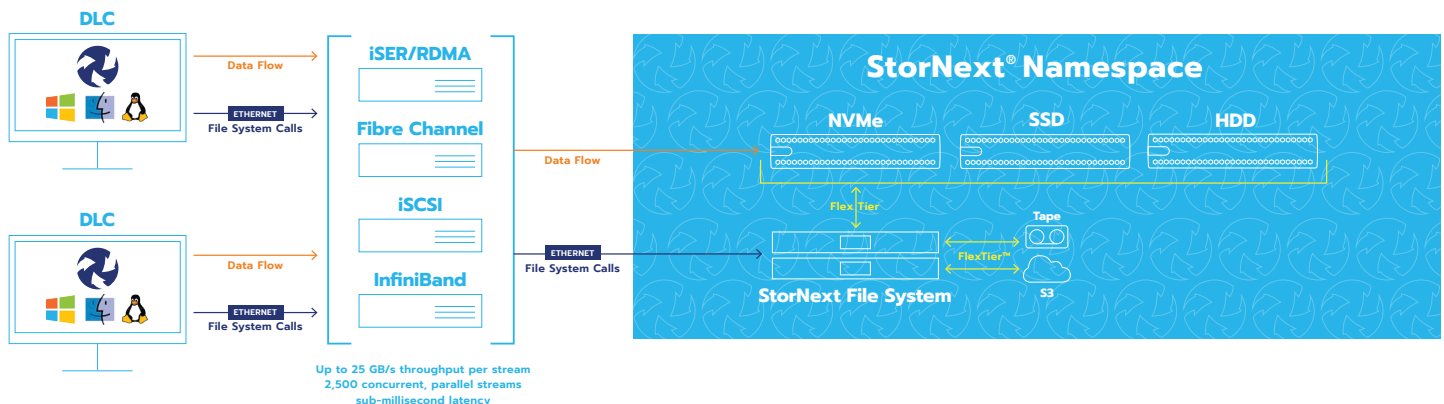 DLC
Data Flow
ETHERNET
File System Calls
DLC
Data Flow
ETHERNET
File System Calls
iSER/RDMA
Fibre Channel
iSCSI
InfiniBand
Up to 25 GB/s throughput per stream
2,500 concurrent, parallel streams
sub-millisecond latency
Data Flow
ETHERNET
File System Calls
StorNext® Namespace
NVMe
SSD
HDD
Flex Tier
StorNext File System
FlexTier™
Tape
S3